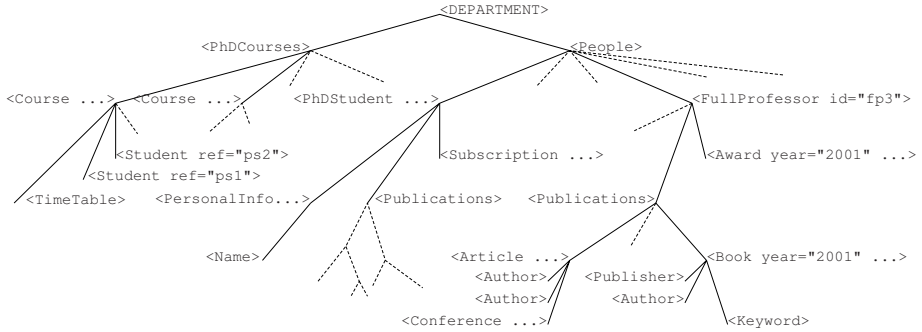 <DEPARTMENT>
<PhDCourses> <People>
<Course ...> <Course ...> <PhDStudent ...> <FullProfessor id="fp3">
<Student ref="ps2"> <Subscription ...> <Award year="2001" ...>
<Student ref="ps1">
<TimeTable> <PersonalInfo...> <Publications> <Publications>
<Name> <Article ...> <Book year="2001" ...>
<Author> <Publisher>
<Author> <Author>
<Conference ...> <Keyword>